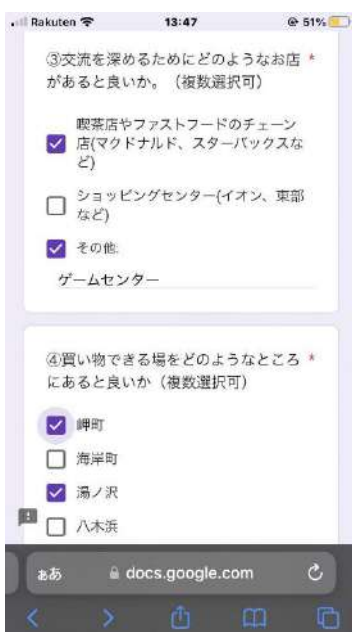 Rakuten 13:47 51%
③交流を深めるためにどのようなお店 *
があると良いか。（複数選択可）
喫茶店やファストフードのチェーン
店(マクドナルド、スターバックスな
ど)
ショッピングセンター(イオン、東部
など)
その他:
ゲームセンター
④買い物できる場をどのようなところ *
にあると良いか（複数選択可）
岬町
海岸町
湯ノ沢
八木浜
ぁあ docs.google.com